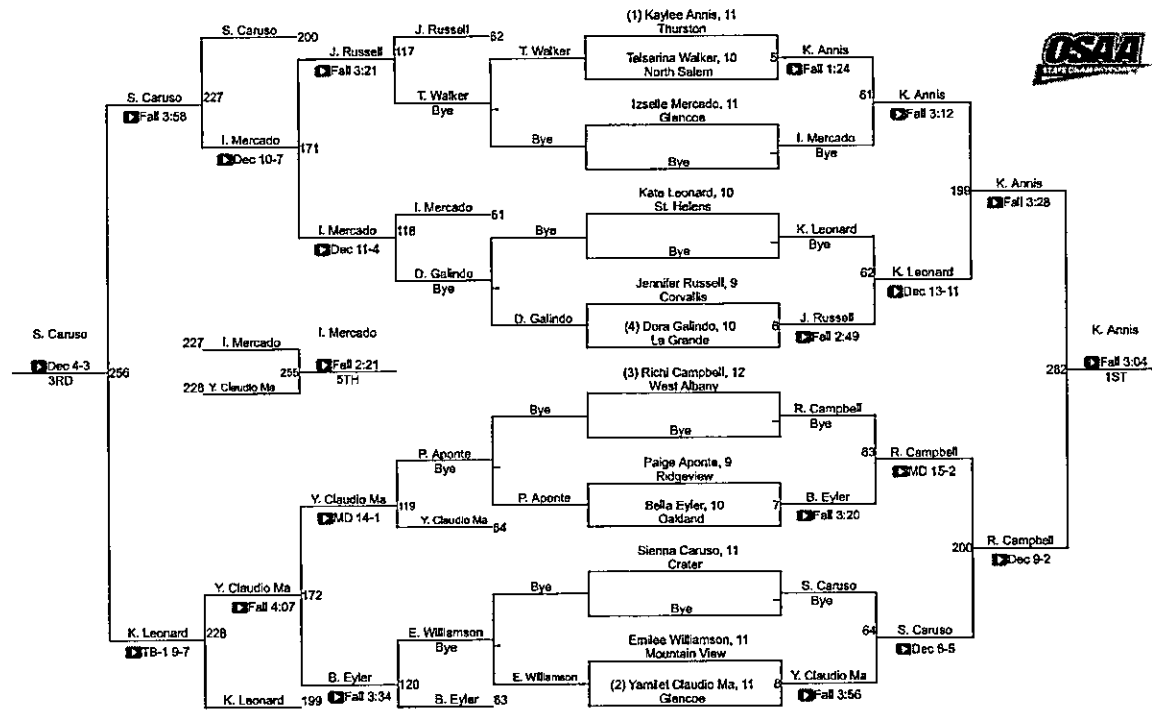 (1) Kaylee Annis, 11
Thurston
Telsarina Walker, 10
North Salem
5
Izselle Mercado, 11
Glencoe
Bye
Kate Leonard, 10
St. Helens
Bye
Jennifer Russell, 9
Corvallis
(4) Dora Galindo, 10
La Grande
6
(3) Richi Campbell, 12
West Albany
Bye
Paige Aponte, 9
Ridgeview
Bella Eyler, 10
Oakland
7
Sienna Caruso, 11
Crater
Bye
Emilee Williamson, 11
Mountain View
(2) Yamilet Claudio Ma, 11
Glencoe
8
K. Annis
Fall 1:24
I. Mercado
Bye
K. Leonard
Bye
J. Russell
Fall 2:49
R. Campbell
Bye
B. Eyler
Fall 3:20
S. Caruso
Bye
Y. Claudio Ma
Fall 3:56
61
K. Annis
Fall 3:12
62
K. Leonard
Dec 13-11
63
R. Campbell
MD 15-2
64
S. Caruso
Dec 6-5
199
K. Annis
Fall 3:28
200
R. Campbell
Dec 9-2
282
K. Annis
Fall 3:04
1ST
OSAA
STATE CHAMPIONSHIPS
T. Walker
Bye
Bye
D. Galindo
Bye
P. Aponte
Bye
E. Williamson
J. Russell
62
T. Walker
Bye
I. Mercado
61
D. Galindo
Bye
P. Aponte
Bye
Y. Claudio Ma
64
E. Williamson
Bye
B. Eyler
63
J. Russell
117
Fall 3:21
I. Mercado
118
Dec 11-4
Y. Claudio Ma
119
MD 14-1
B. Eyler
120
Fall 3:34
S. Caruso
200
I. Mercado
171
Dec 10-7
Y. Claudio Ma
172
Fall 4:07
K. Leonard
199
S. Caruso
227
Fall 3:58
K. Leonard
228
TB-1 9-7
S. Caruso
Dec 4-3
256
3RD
227
I. Mercado
228
Y. Claudio Ma
255
I. Mercado
Fall 2:21
5TH